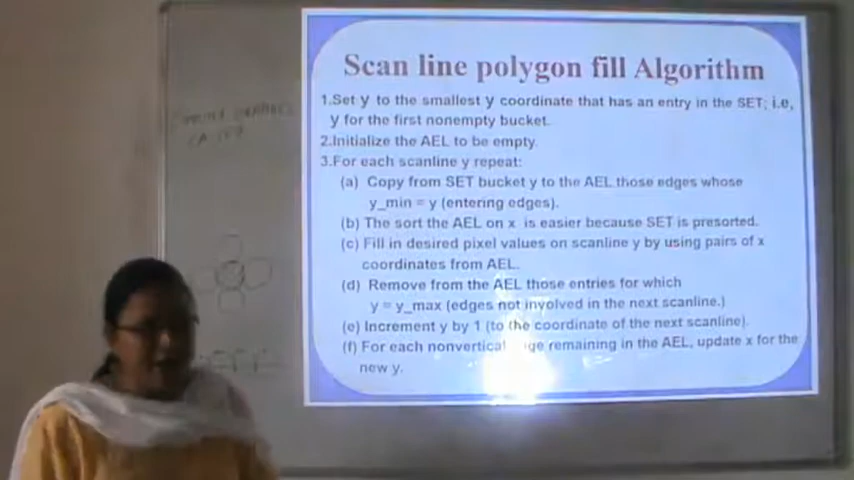 Scan line polygon fill Algorithm
1.Set y to the smallest y coordinate that has an entry in the SET; i.e,
y for the first nonempty bucket.
2.Initialize the AEL to be empty.
3.For each scanline y repeat:
(a) Copy from SET bucket y to the AEL those edges whose
y_min = y (entering edges).
(b) The sort the AEL on x is easier because SET is presorted.
(c) Fill in desired pixel values on scanline y by using pairs of x
coordinates from AEL.
(d) Remove from the AEL those entries for which
y = y_max (edges not involved in the next scanline.)
(e) Increment y by 1 (to the coordinate of the next scanline).
(f) For each nonvertical remaining in the AEL, update x for the
new y.